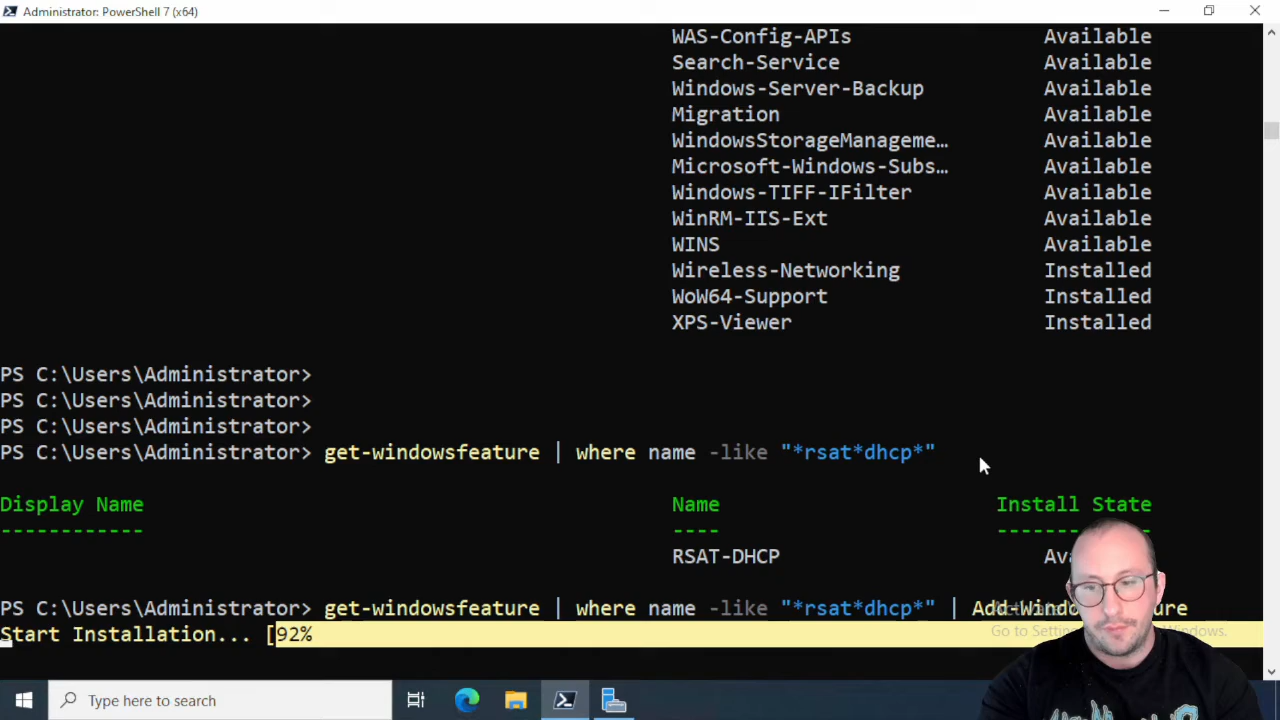 Administrator: PowerShell 7 (x64)
WAS-Config-APIs Available
Search-Service Available
Windows-Server-Backup Available
Migration Available
WindowsStorageManageme… Available
Microsoft-Windows-Subs… Available
Windows-TIFF-IFilter Available
WinRM-IIS-Ext Available
WINS Available
Wireless-Networking Installed
WoW64-Support Installed
XPS-Viewer Installed
PS C:\Users\Administrator>
PS C:\Users\Administrator>
PS C:\Users\Administrator>
PS C:\Users\Administrator> get-windowsfeature | where name -like "*rsat*dhcp*"
Display Name Name Install State
------------ ---- -------------
RSAT-DHCP
PS C:\Users\Administrator> get-windowsfeature | where name -like "*rsat*dhcp*" |
Start Installation... [92%
Go to
Type here to search